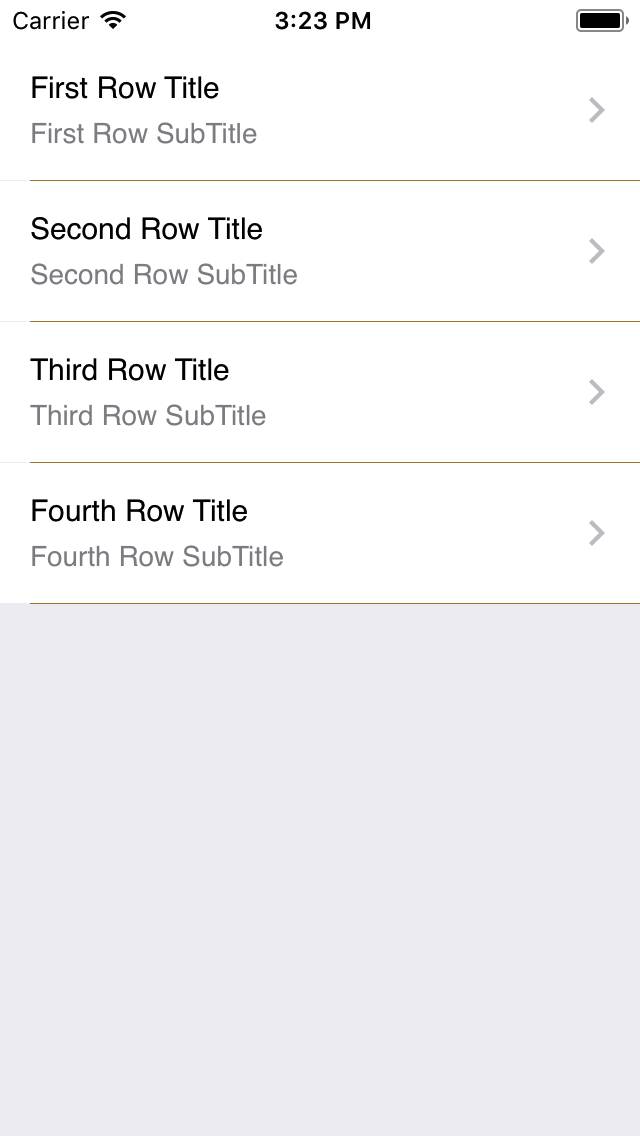 Carrier 3:23 PM
First Row Title
First Row SubTitle
Second Row Title
Second Row SubTitle
Third Row Title
Third Row SubTitle
Fourth Row Title
Fourth Row SubTitle